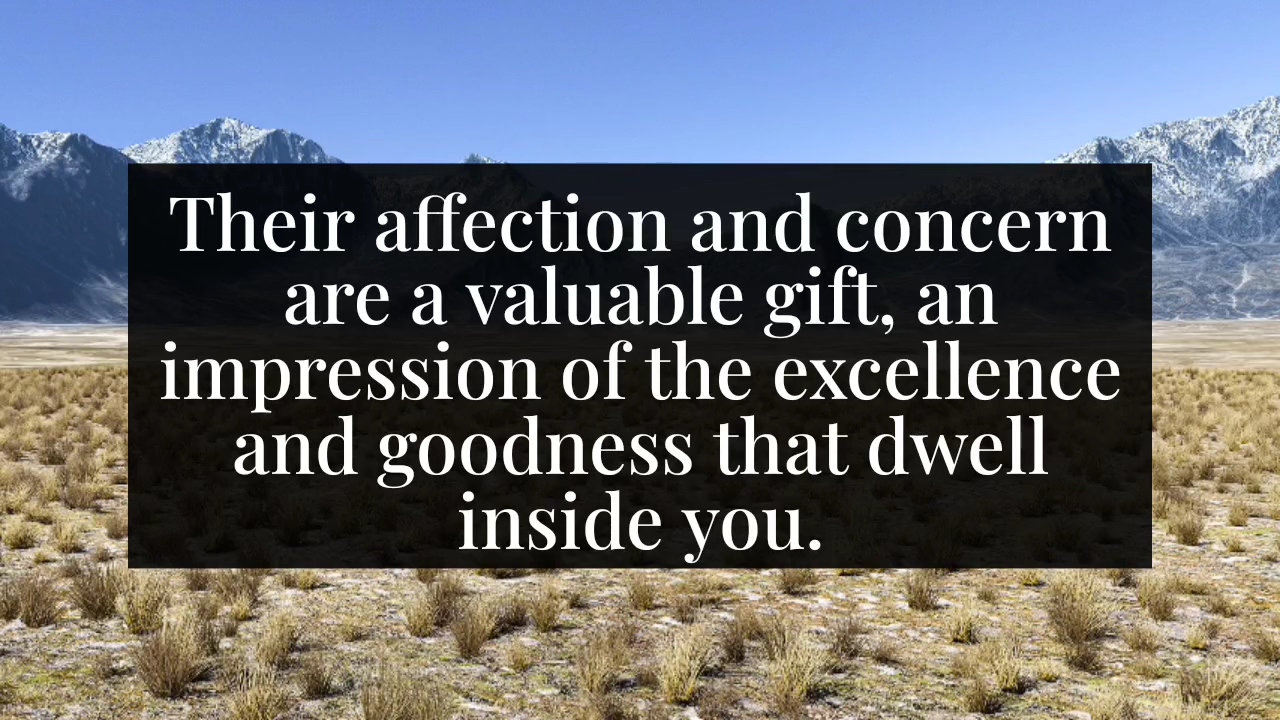 Their affection and concern
are a valuable gift, an
impression of the excellence
and goodness that dwell
inside you.